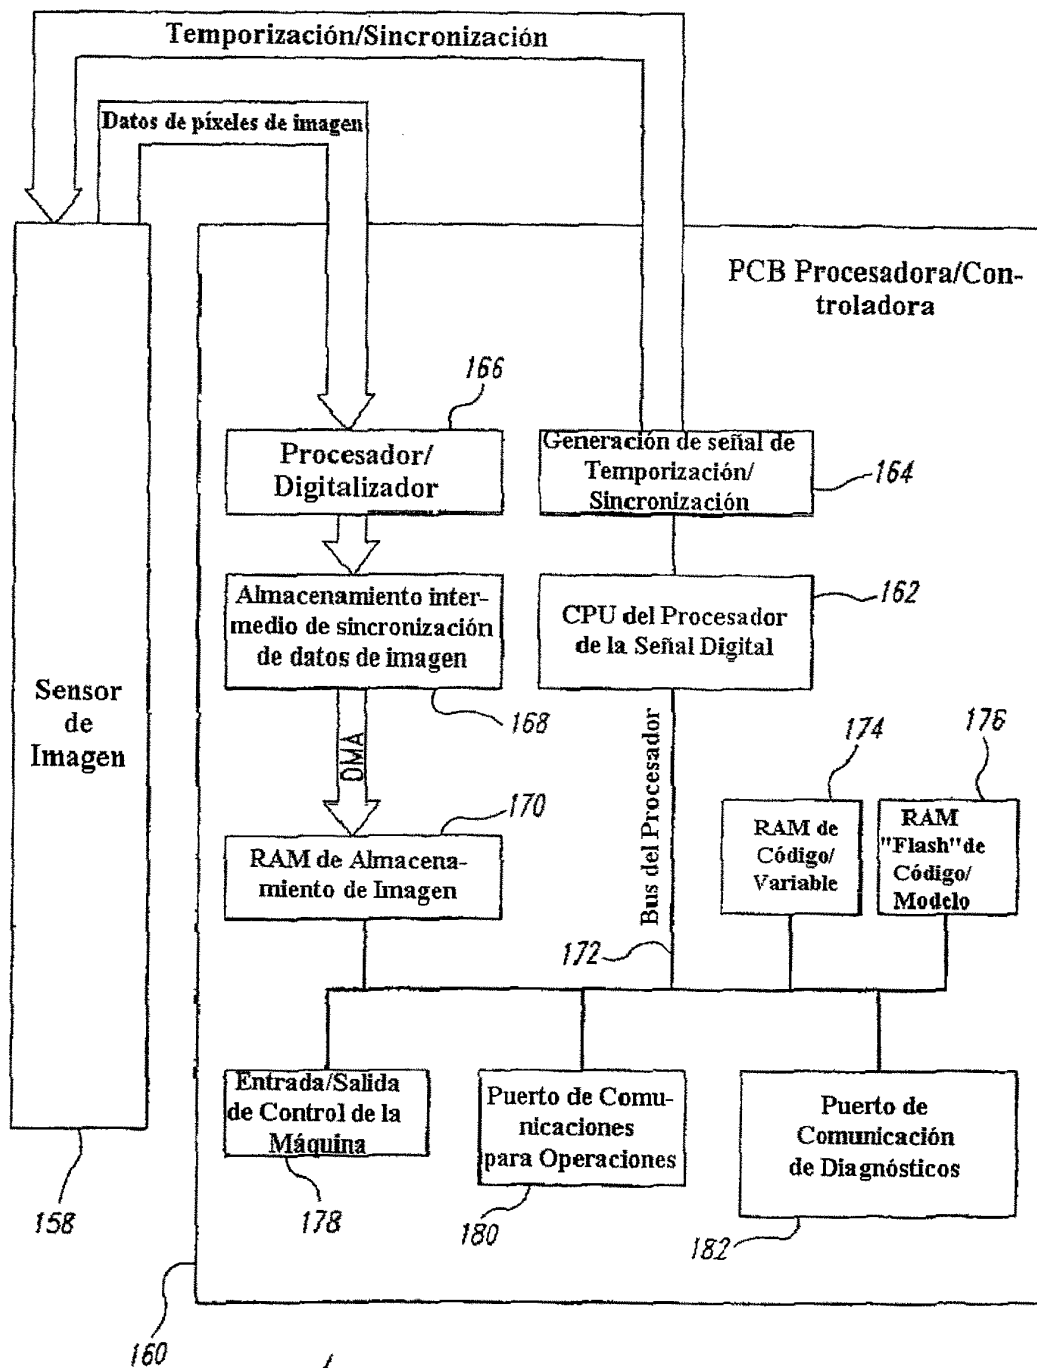 Temporización/Sincronización
Datos de píxeles de imagen
PCB Procesadora/Con-
troladora
166
Procesador/
Digitalizador
Generación de señal de
Temporización/
Sincronización
164
Almacenamiento inter-
medio de sincronización
de datos de imagen
168
CPU del Procesador
de la Señal Digital
162
Sensor
de
Imagen
DMA
Bus del Procesador
174
176
170
RAM de Almacena-
miento de Imagen
RAM de
Código/
Variable
RAM
"Flash"de
Código/
Modelo
172
Entrada/Salida
de Control de la
Máquina
Puerto de Comu-
nicaciones
para Operaciones
Puerto de
Comunicación
de Diagnósticos
158
178
180
182
160